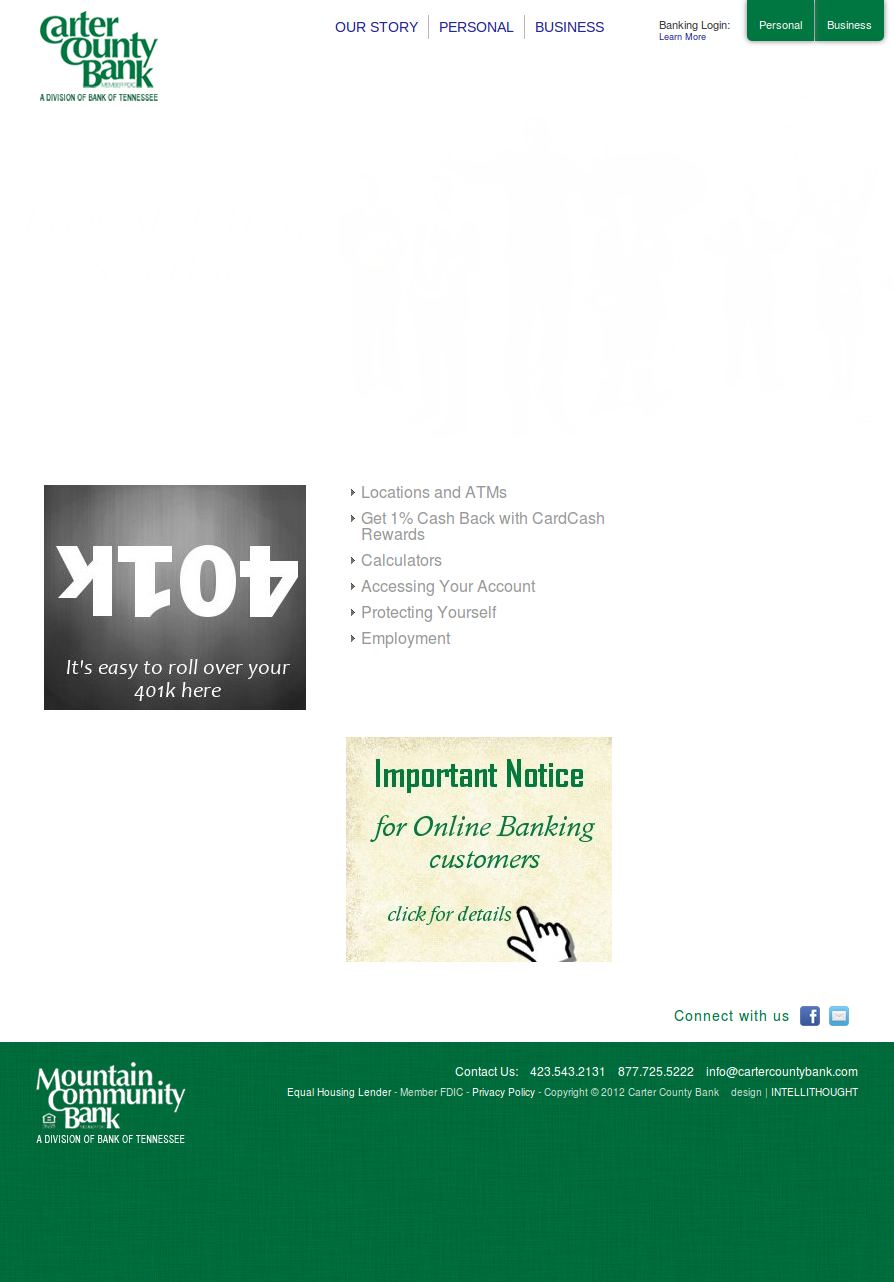 Carter County Bank
MEMBER FDIC
A DIVISION OF BANK OF TENNESSEE
OUR STORY PERSONAL BUSINESS
Banking Login:
Learn More
Personal Business
401K
It's easy to roll over your
401k here
Locations and ATMs
Get 1% Cash Back with CardCash
Rewards
Calculators
Accessing Your Account
Protecting Yourself
Employment
Important Notice
for Online Banking
customers
click for details
Connect with us
Mountain Community Bank
A DIVISION OF BANK OF TENNESSEE
Contact Us: 423.543.2131 877.725.5222 info@cartercountybank.com
Equal Housing Lender - Member FDIC - Privacy Policy - Copyright © 2012 Carter County Bank design | INTELLITHOUGHT